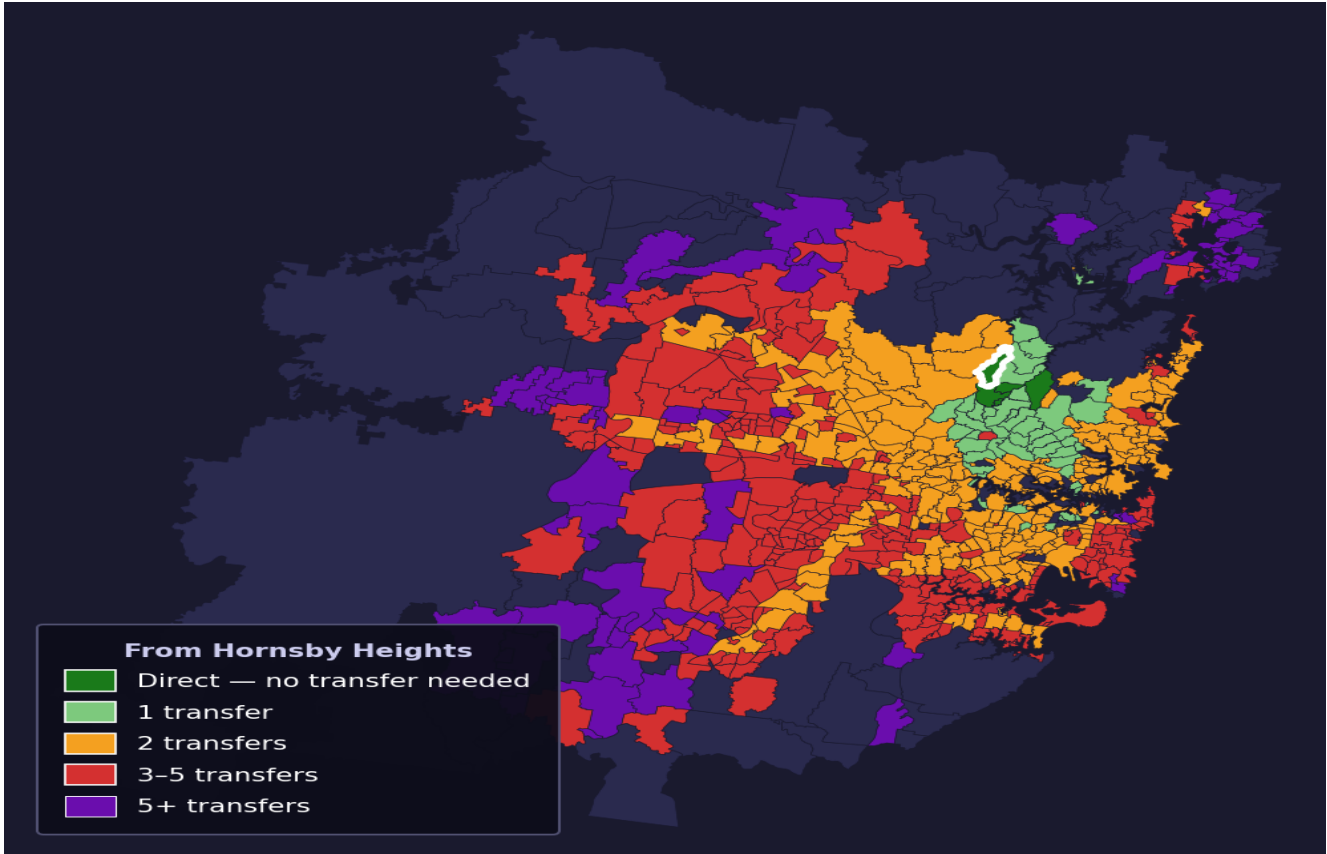 From Hornsby Heights
Direct — no transfer needed
1 transfer
2 transfers
3–5 transfers
5+ transfers